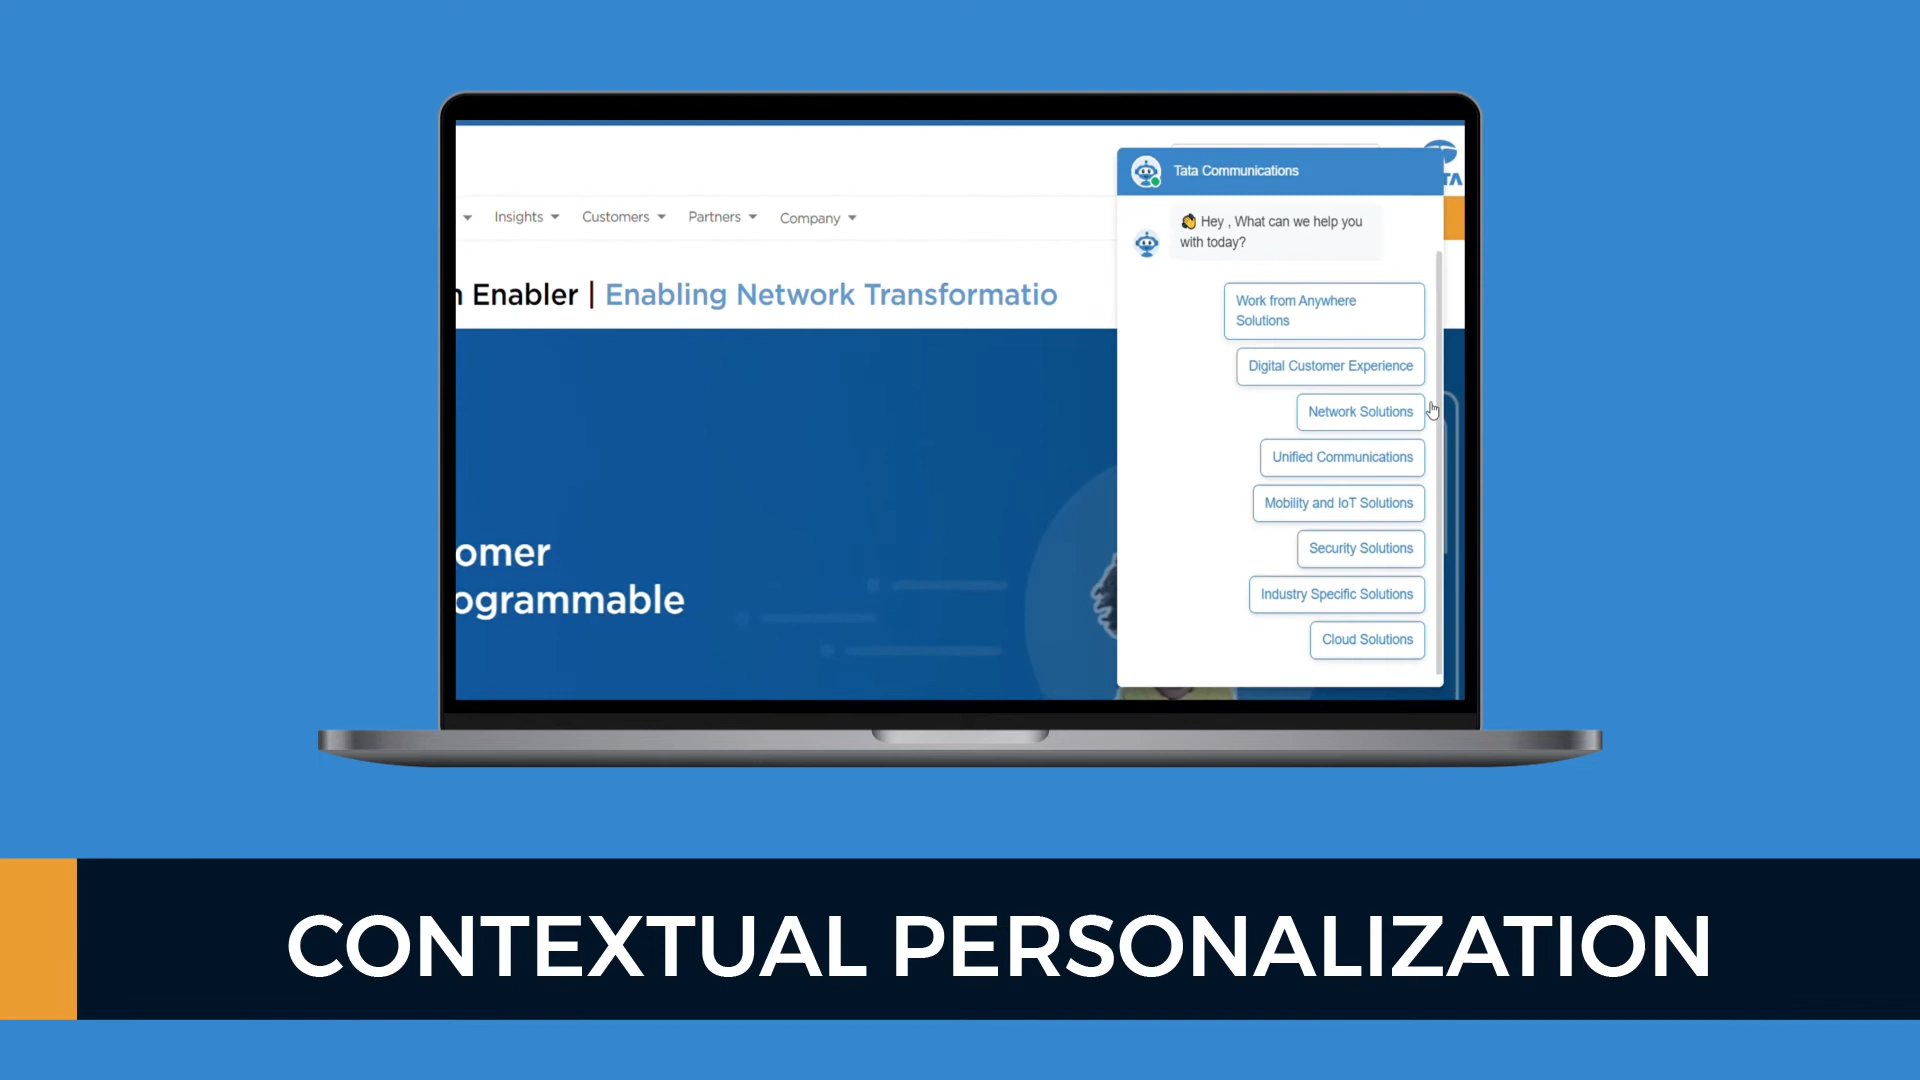 Tata Communications
TA
Insights Customers Partners Company
Hey , What can we help you
with today?
Enabler | Enabling Network Transformatio
Work from Anywhere
Solutions
Digital Customer Experience
Network Solutions
Unified Communications
Mobility and IoT Solutions
Security Solutions
Industry Specific Solutions
Cloud Solutions
omer
ogrammable
CONTEXTUAL PERSONALIZATION